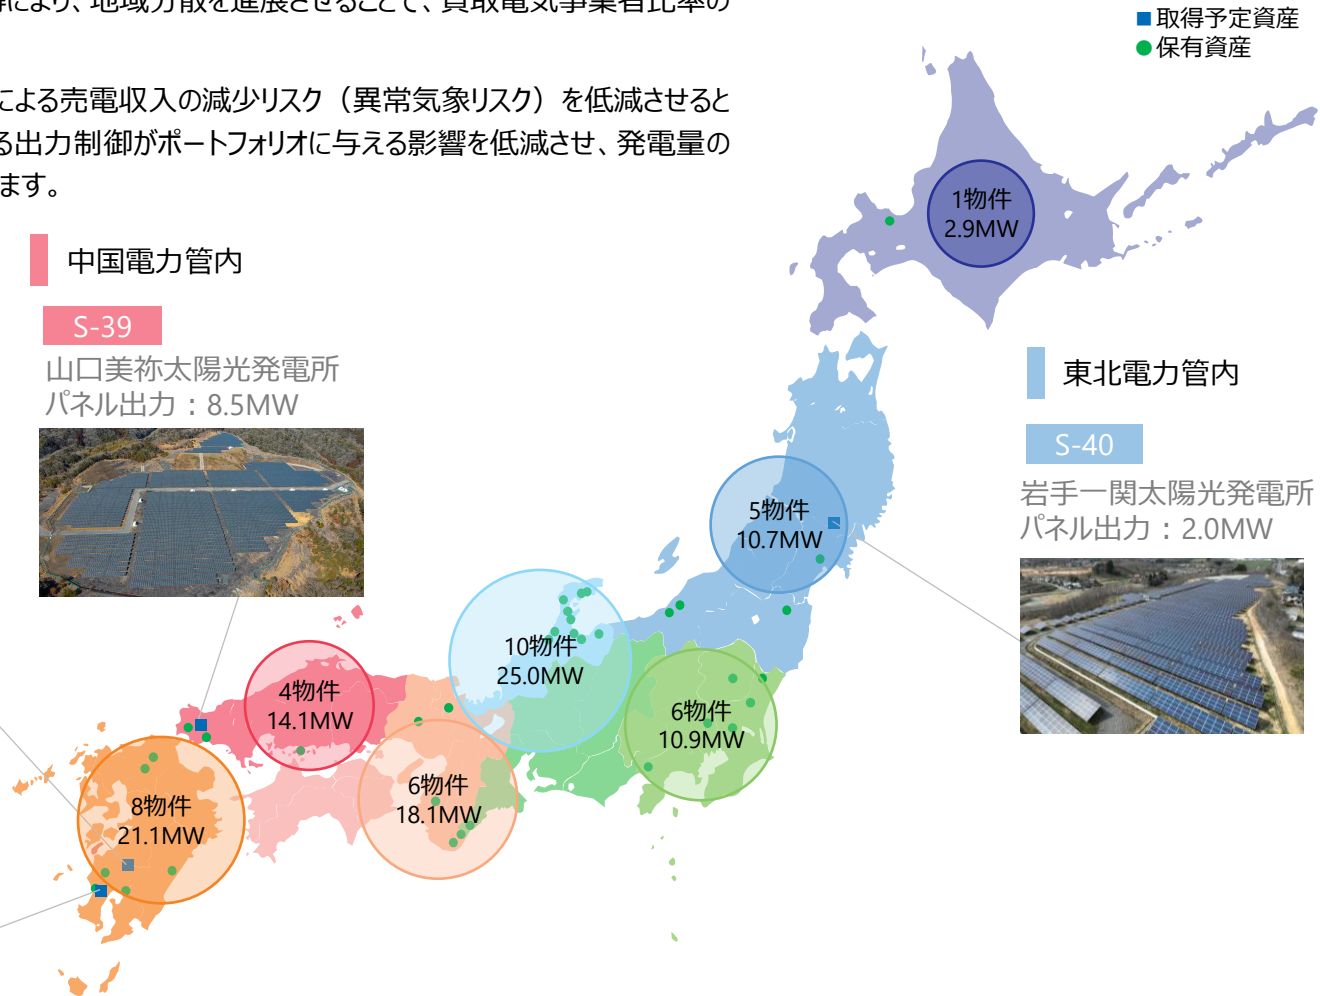 得により、地域分散を進展させることで、買取電気事業者比率の
による売電収入の減少リスク（異常気象リスク）を低減させると
る出力制御がポートフォリオに与える影響を低減させ、発電量の
ます。
取得予定資産
保有資産
中国電力管内
S-39
山口美祢太陽光発電所
パネル出力：8.5MW
東北電力管内
S-40
岩手一関太陽光発電所
パネル出力：2.0MW
1物件
2.9MW
5物件
10.7MW
10物件
25.0MW
4物件
14.1MW
6物件
10.9MW
6物件
18.1MW
8物件
21.1MW